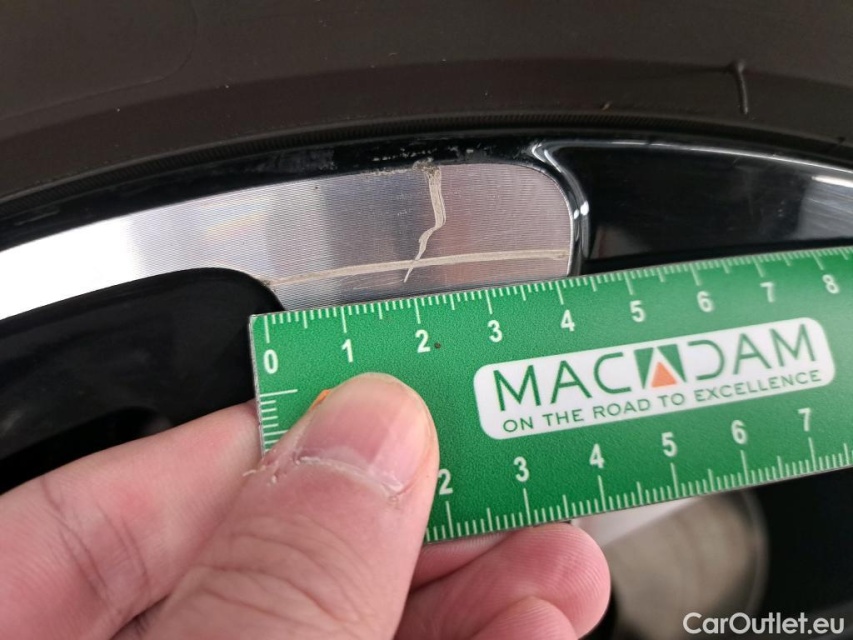 0 1 2 3 4 5 6 7 8
MACADAM
ON THE ROAD TO EXCELLENCE
2 3 4 5 6 7
CarOutlet.eu